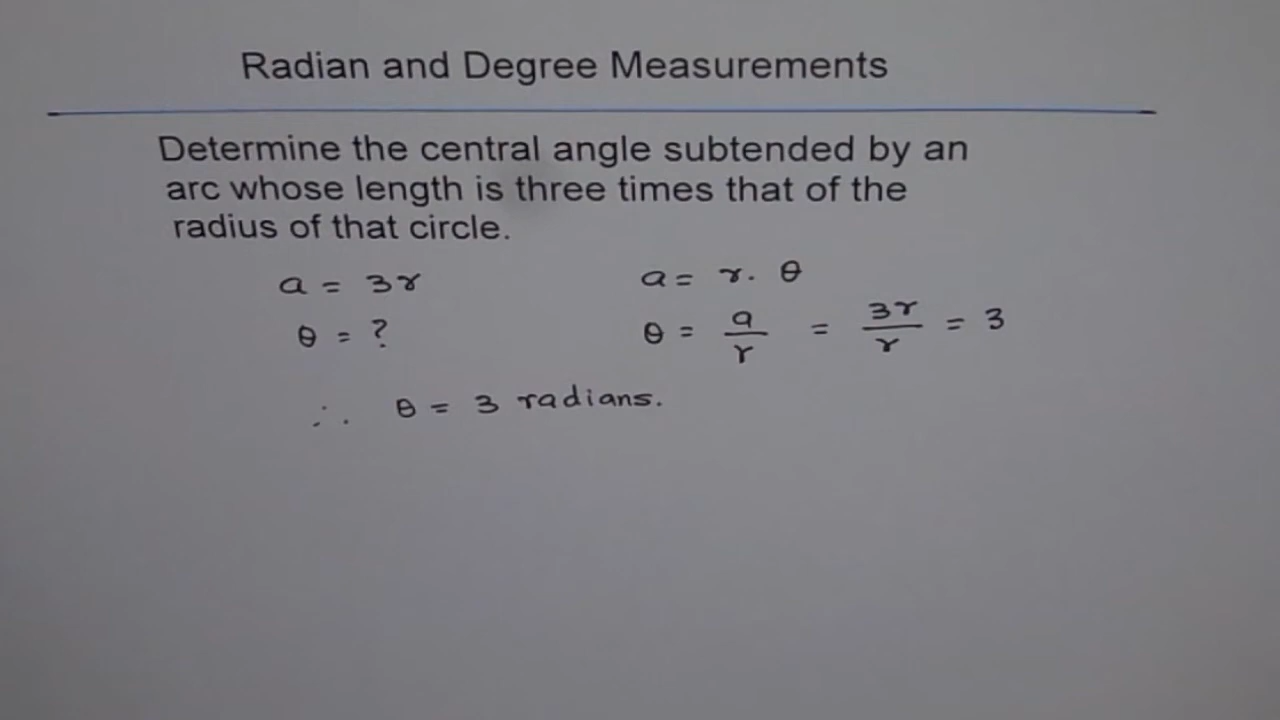 Radian and Degree Measurements
Determine the central angle subtended by an
arc whose length is three times that of the
radius of that circle.
a = 3r
a = r. θ
θ = ?
θ = a/r = 3r/r = 3
∴ θ = 3 radians.